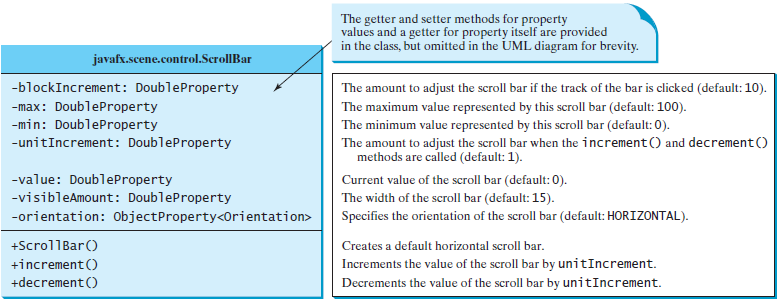 The getter and setter methods for property
values and a getter for property itself are provided
in the class, but omitted in the UML diagram for brevity.
javafx.scene.control.ScrollBar
-blockIncrement: DoubleProperty
-max: DoubleProperty
-min: DoubleProperty
-unitIncrement: DoubleProperty
-value: DoubleProperty
-visibleAmount: DoubleProperty
-orientation: ObjectProperty<Orientation>
+ScrollBar()
+increment()
+decrement()
The amount to adjust the scroll bar if the track of the bar is clicked (default: 10).
The maximum value represented by this scroll bar (default: 100).
The minimum value represented by this scroll bar (default: 0).
The amount to adjust the scroll bar when the increment() and decrement()
methods are called (default: 1).
Current value of the scroll bar (default: 0).
The width of the scroll bar (default: 15).
Specifies the orientation of the scroll bar (default: HORIZONTAL).
Creates a default horizontal scroll bar.
Increments the value of the scroll bar by unitIncrement.
Decrements the value of the scroll bar by unitIncrement.